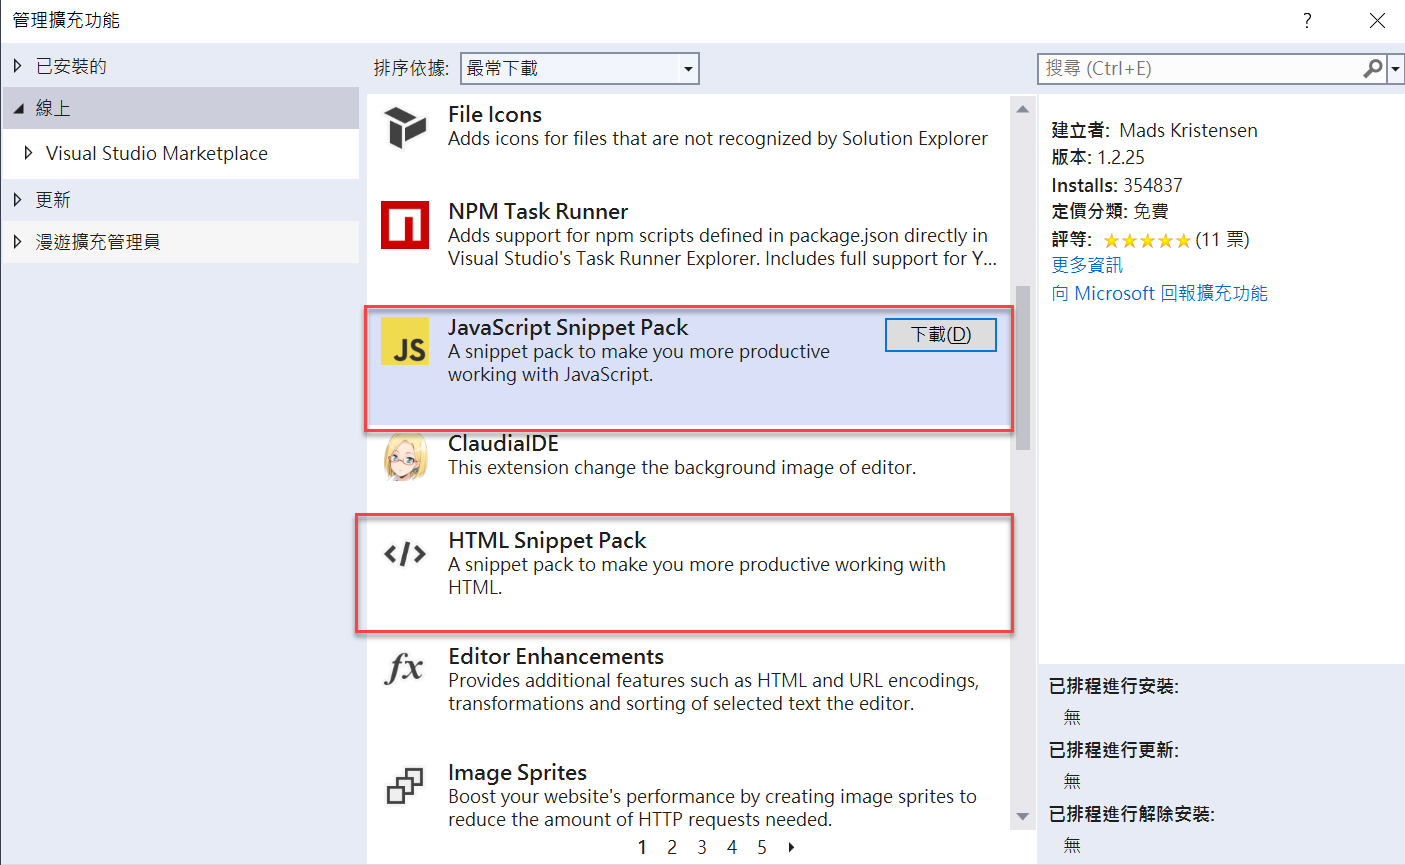 管理擴充功能
?
已安裝的
線上
Visual Studio Marketplace
更新
漫遊擴充管理員
排序依據: 最常下載
File Icons
Adds icons for files that are not recognized by Solution Explorer
NPM Task Runner
Adds support for npm scripts defined in package.json directly in
Visual Studio's Task Runner Explorer. Includes full support for Y...
JS
JavaScript Snippet Pack
A snippet pack to make you more productive
working with JavaScript.
下載(D)
ClaudiaIDE
This extension change the background image of editor.
</>
HTML Snippet Pack
A snippet pack to make you more productive working with
HTML.
fx
Editor Enhancements
Provides additional features such as HTML and URL encodings,
transformations and sorting of selected text the editor.
Image Sprites
Boost your website's performance by creating image sprites to
reduce the amount of HTTP requests needed.
1 2 3 4 5
搜尋 (Ctrl+E)
建立者: Mads Kristensen
版本: 1.2.25
Installs: 354837
定價分類: 免費
評等: ★★★★★ (11 票)
更多資訊
向 Microsoft 回報擴充功能
已排程進行安裝:
無
已排程進行更新:
無
已排程進行解除安裝:
無